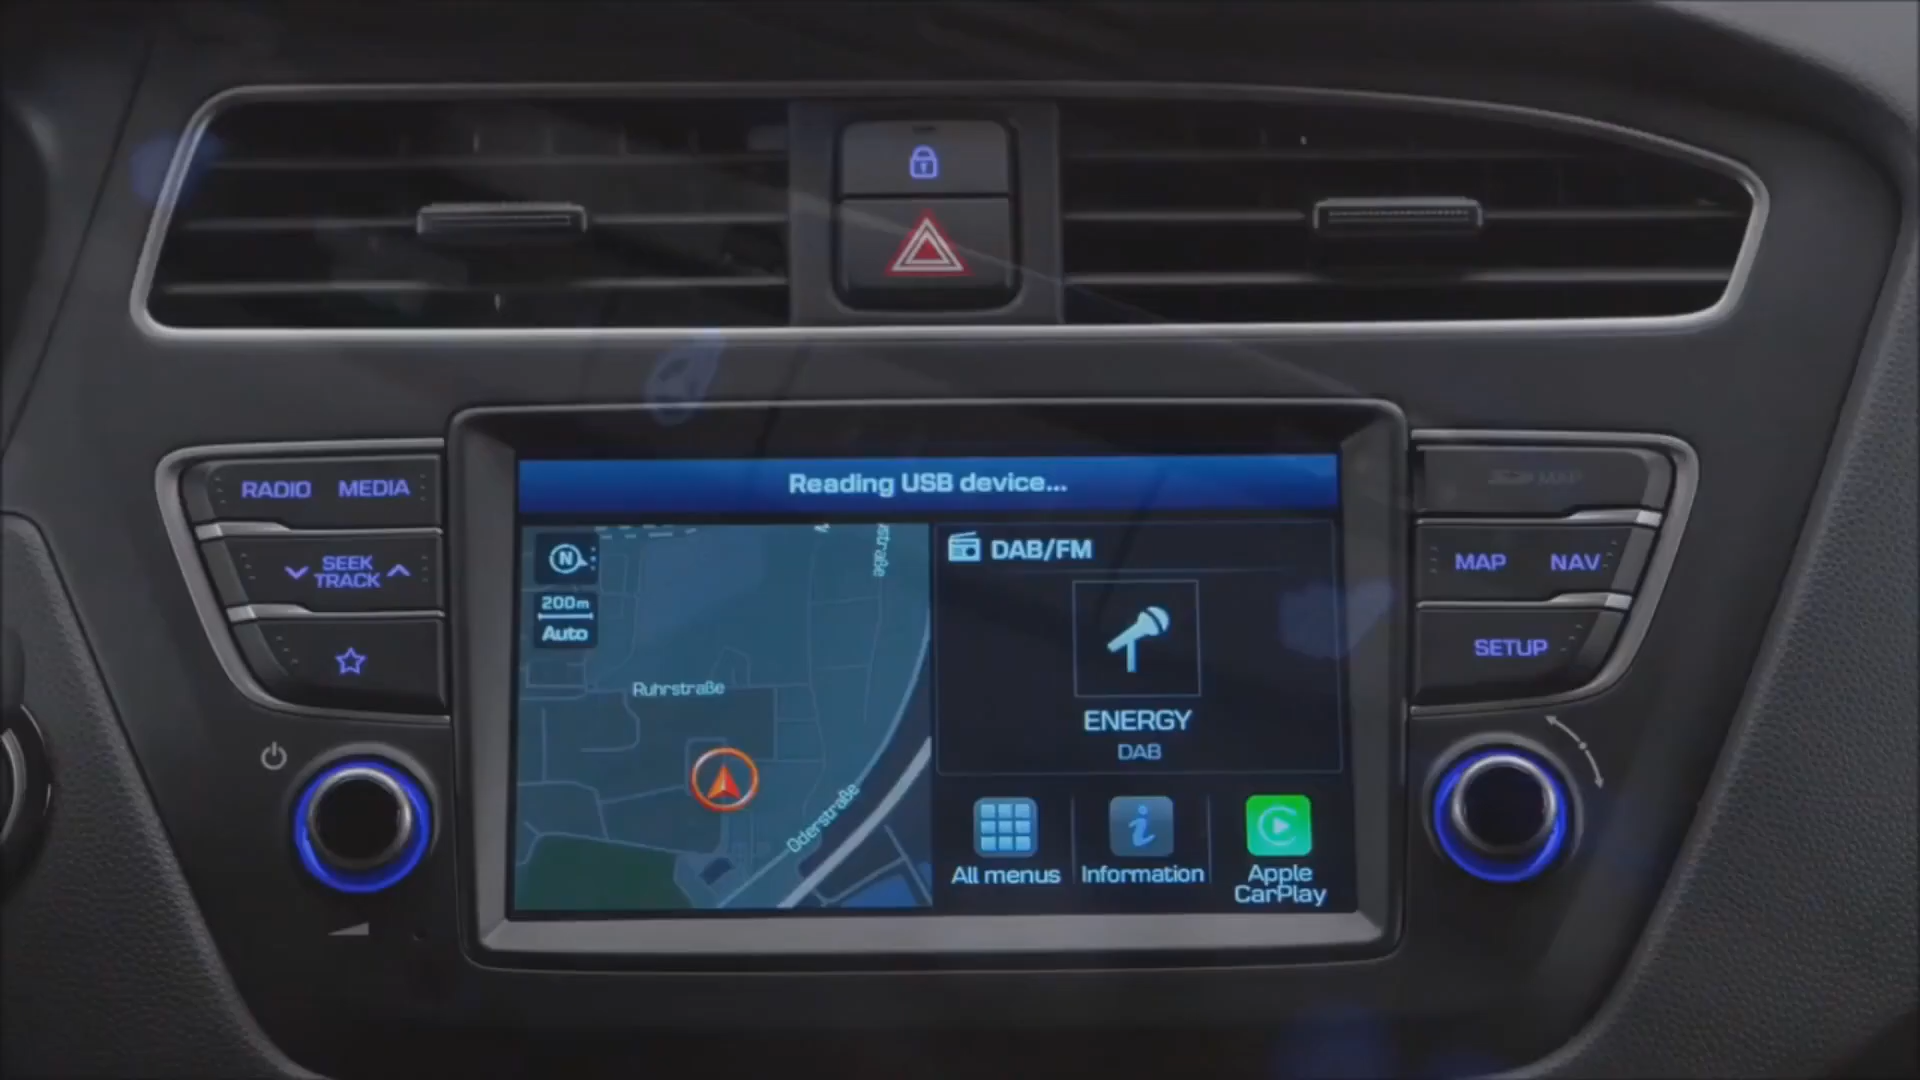 RADIO MEDIA
SEEK
TRACK
Reading USB device...
N
200m
Auto
Ruhrstraße
Oderstraße
DAB/FM
ENERGY
DAB
All menus
Information
Apple
CarPlay
MAP NAV
SETUP